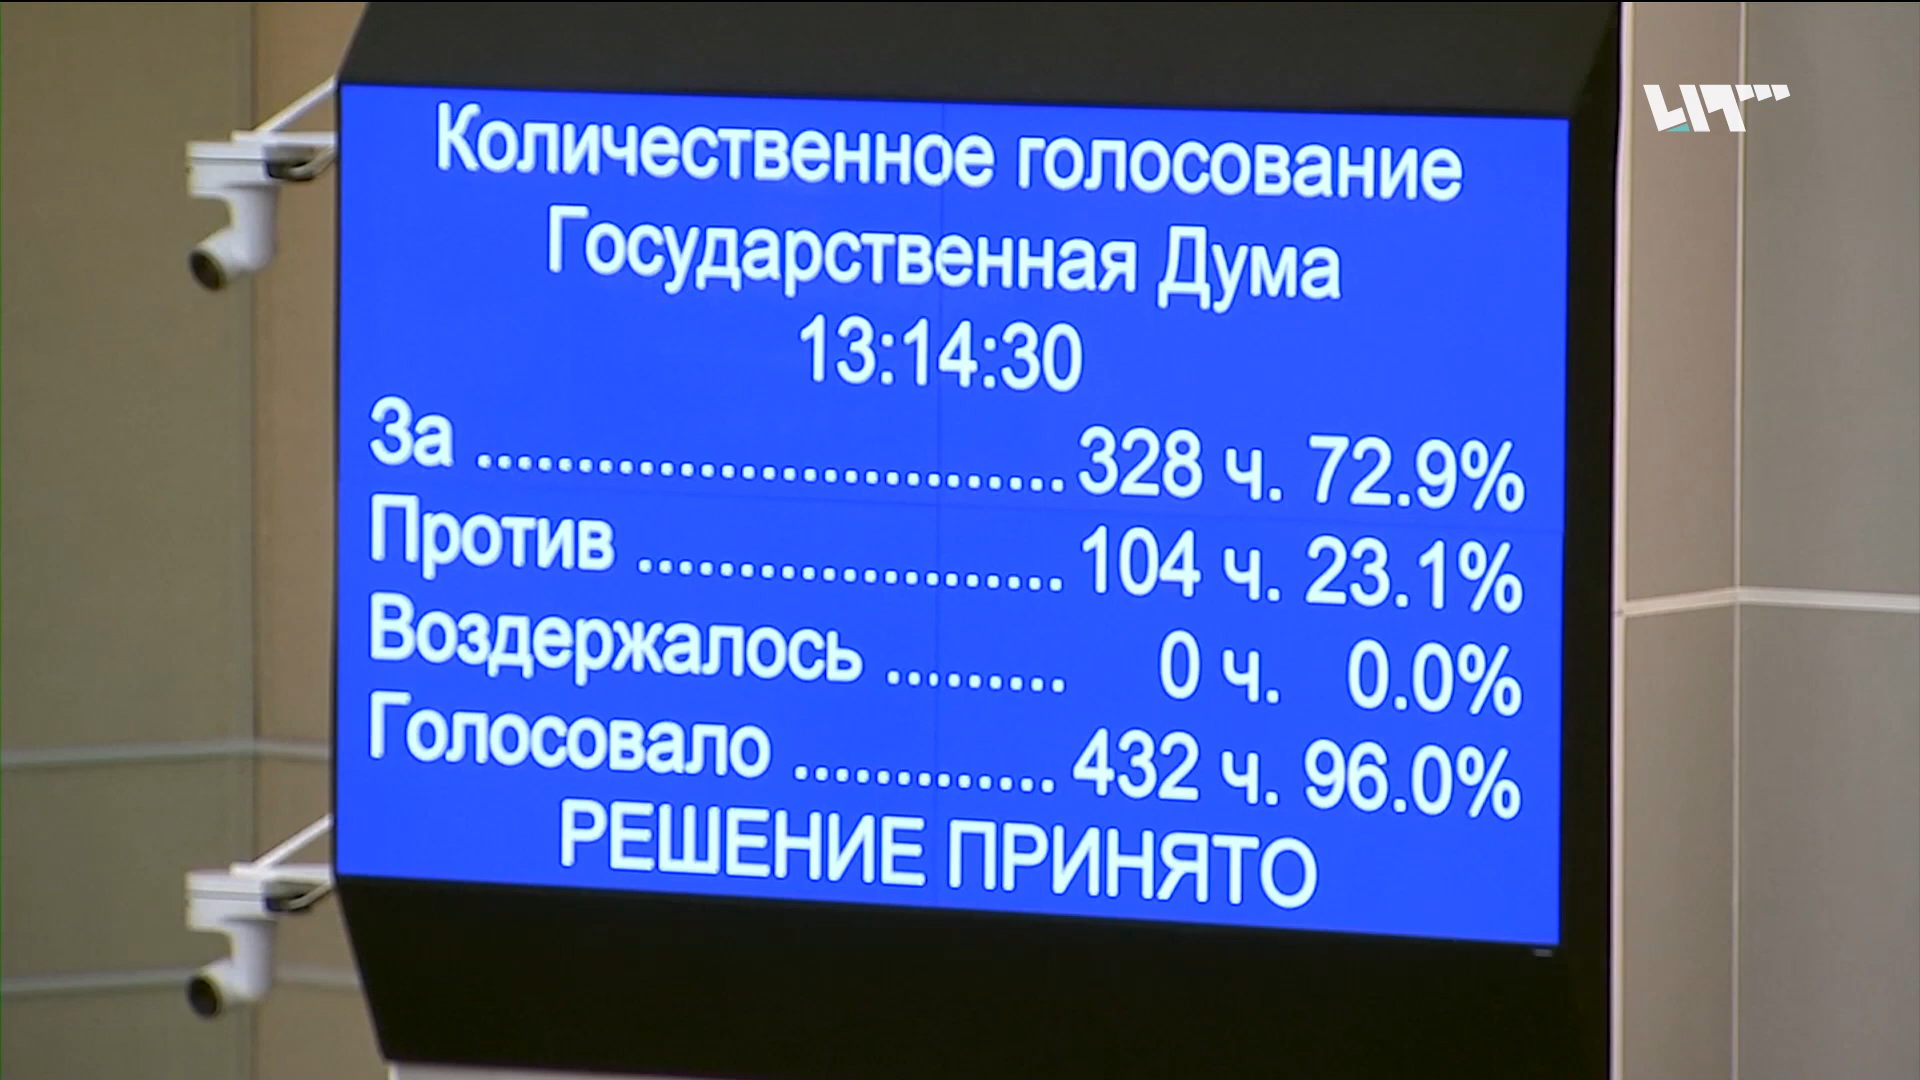 ЦТ
Количественное голосование
Государственная Дума
13:14:30
За ............................. 328 ч. 72.9%
Против ..................... 104 ч. 23.1%
Воздержалось ......... 0 ч. 0.0%
Голосовало ............. 432 ч. 96.0%
РЕШЕНИЕ ПРИНЯТО